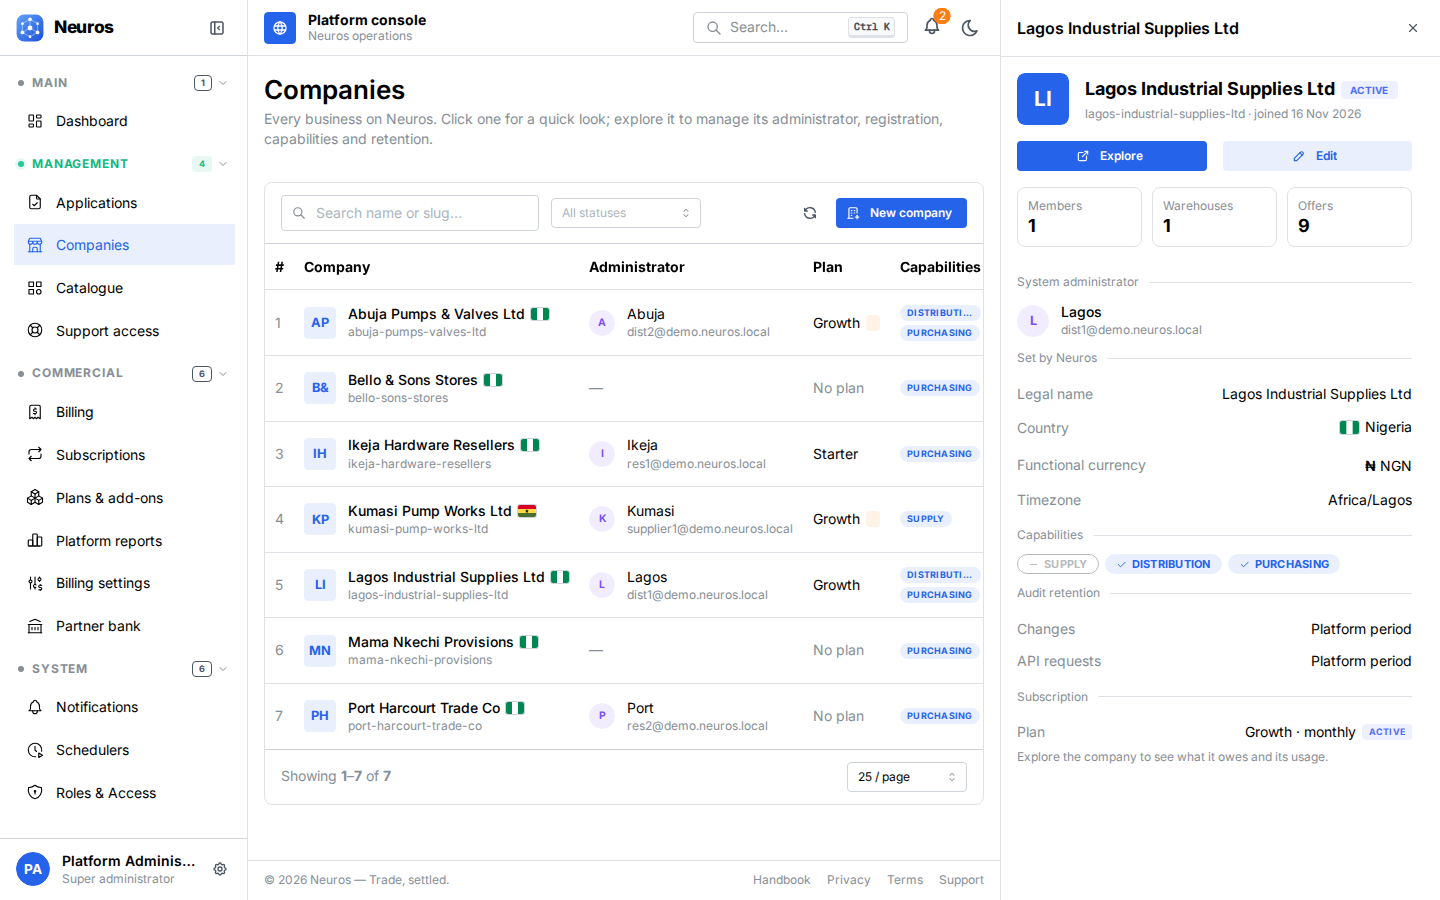 Neuros
MAIN
1
Dashboard
MANAGEMENT
4
Applications
Companies
Catalogue
Support access
COMMERCIAL
6
Billing
Subscriptions
Plans & add-ons
Platform reports
Billing settings
Partner bank
SYSTEM
6
Notifications
Schedulers
Roles & Access
PA
Platform Adminis...
Super administrator
Platform console
Neuros operations
Search...
Ctrl K
2
Companies
Every business on Neuros. Click one for a quick look; explore it to manage its administrator, registration,
capabilities and retention.
Search name or slug...
All statuses
New company
# Company Administrator Plan Capabilities
1 AP Abuja Pumps & Valves Ltd A Abuja Growth DISTRIBUTI...
abuja-pumps-valves-ltd dist2@demo.neuros.local PURCHASING
2 B& Bello & Sons Stores — No plan PURCHASING
bello-sons-stores
3 IH Ikeja Hardware Resellers I Ikeja Starter PURCHASING
ikeja-hardware-resellers res1@demo.neuros.local
4 KP Kumasi Pump Works Ltd K Kumasi Growth SUPPLY
kumasi-pump-works-ltd supplier1@demo.neuros.local
5 LI Lagos Industrial Supplies Ltd L Lagos Growth DISTRIBUTI...
lagos-industrial-supplies-ltd dist1@demo.neuros.local PURCHASING
6 MN Mama Nkechi Provisions — No plan PURCHASING
mama-nkechi-provisions
7 PH Port Harcourt Trade Co P Port No plan PURCHASING
port-harcourt-trade-co res2@demo.neuros.local
Showing 1–7 of 7
25 / page
© 2026 Neuros — Trade, settled.
Handbook Privacy Terms Support
Lagos Industrial Supplies Ltd
LI
Lagos Industrial Supplies Ltd ACTIVE
lagos-industrial-supplies-ltd · joined 16 Nov 2026
Explore
Edit
Members
1
Warehouses
1
Offers
9
System administrator
L
Lagos
dist1@demo.neuros.local
Set by Neuros
Legal name Lagos Industrial Supplies Ltd
Country Nigeria
Functional currency ₦ NGN
Timezone Africa/Lagos
Capabilities
SUPPLY DISTRIBUTION PURCHASING
Audit retention
Changes Platform period
API requests Platform period
Subscription
Plan Growth · monthly ACTIVE
Explore the company to see what it owes and its usage.